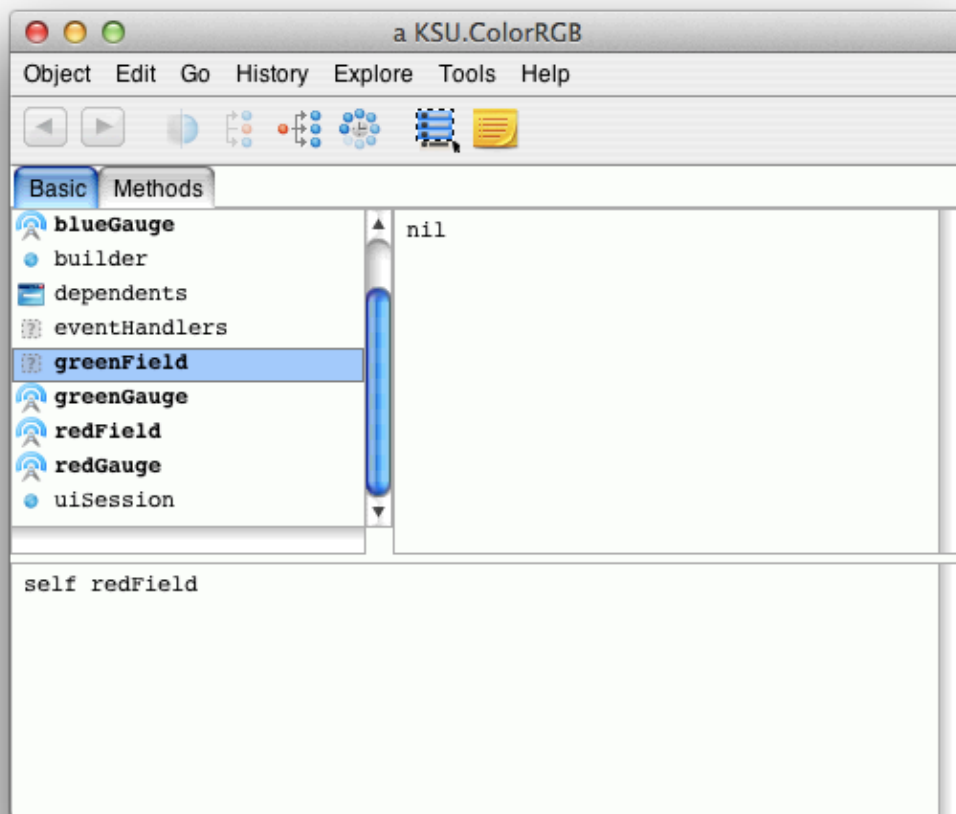 a KSU.ColorRGB
Object Edit Go History Explore Tools Help
Basic Methods
blueGauge
builder
dependents
eventHandlers
greenField
greenGauge
redField
redGauge
uiSession
nil
self redField